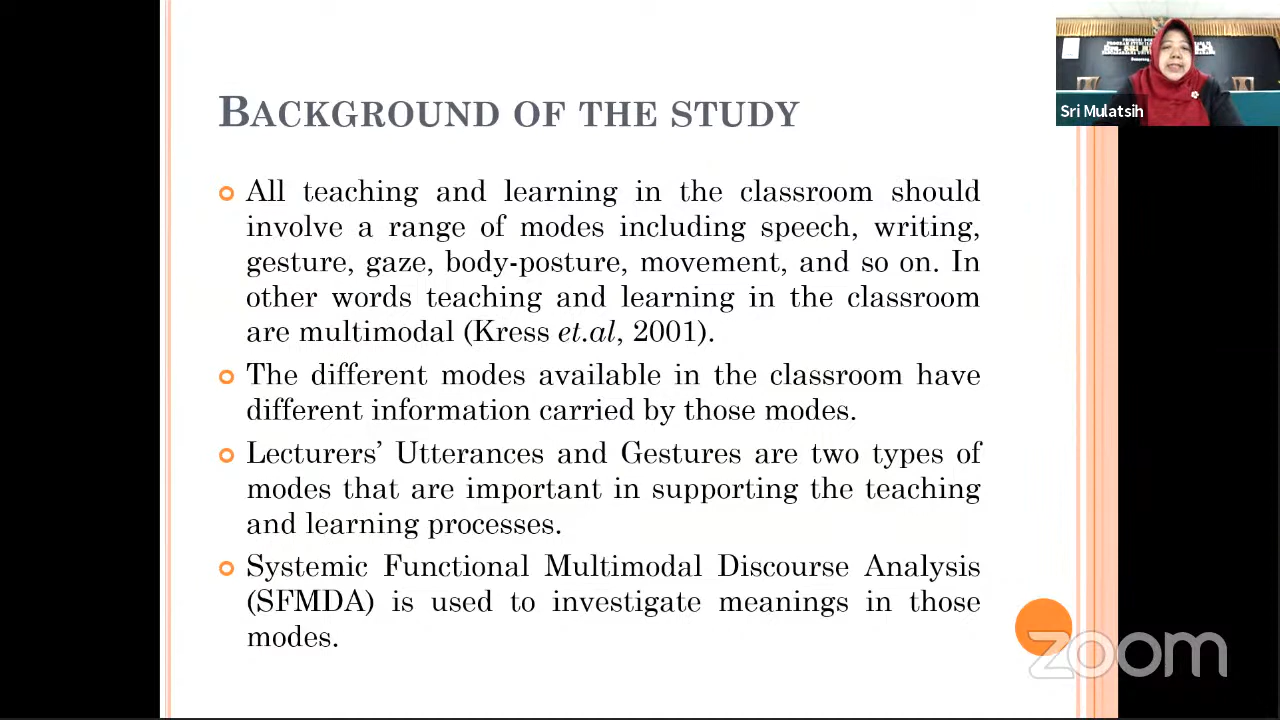 BACKGROUND OF THE STUDY
All teaching and learning in the classroom should
involve a range of modes including speech, writing,
gesture, gaze, body-posture, movement, and so on. In
other words teaching and learning in the classroom
are multimodal (Kress et.al, 2001).
The different modes available in the classroom have
different information carried by those modes.
Lecturers’ Utterances and Gestures are two types of
modes that are important in supporting the teaching
and learning processes.
Systemic Functional Multimodal Discourse Analysis
(SFMDA) is used to investigate meanings in those
modes.
Sri Mulatsih
zoom